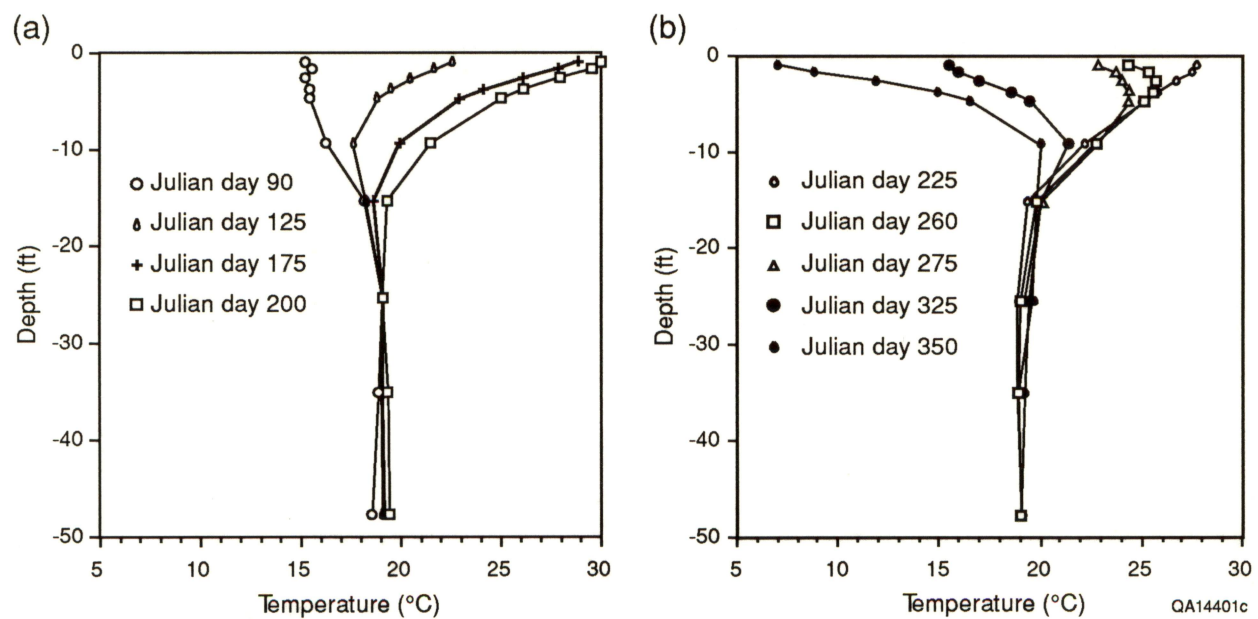 (a)
0
-10
-20
-30
-40
-50
Depth (ft)
Julian day 90
Julian day 125
Julian day 175
Julian day 200
5 10 15 20 25 30
Temperature (°C)
(b)
0
-10
-20
-30
-40
-50
Depth (ft)
Julian day 225
Julian day 260
Julian day 275
Julian day 325
Julian day 350
5 10 15 20 25 30
Temperature (°C)
QA14401c